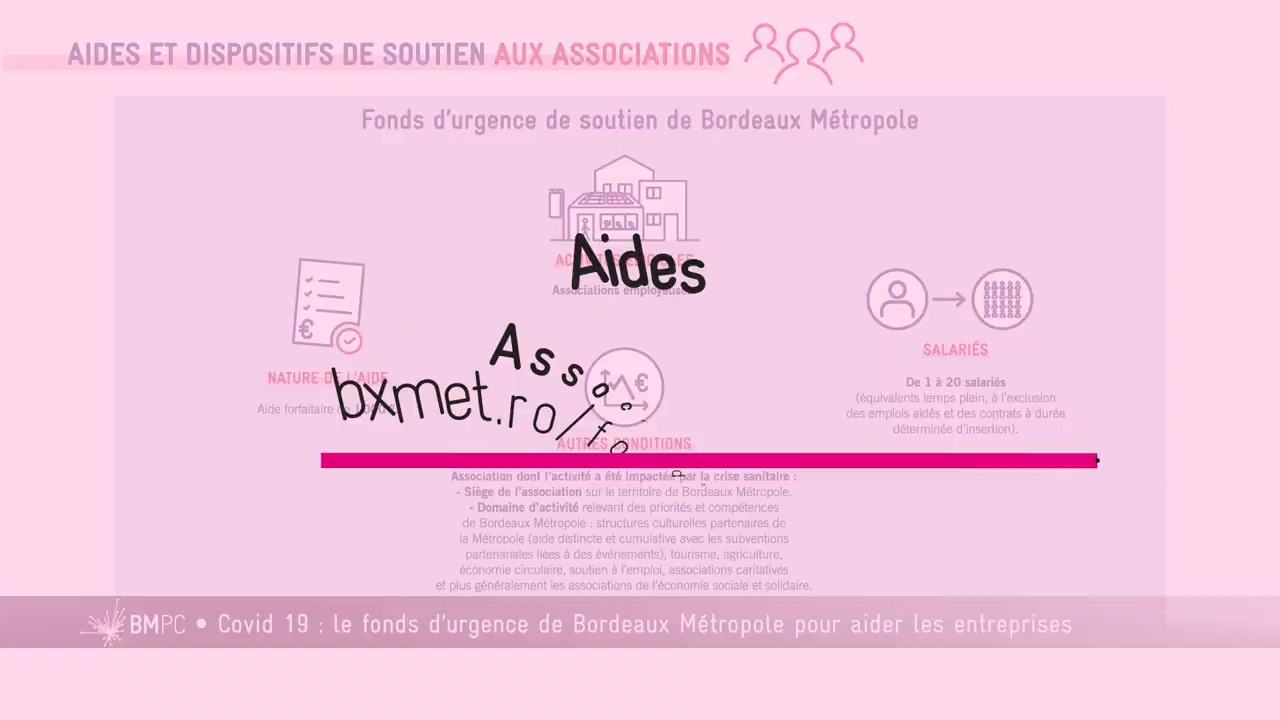 AIDES ET DISPOSITIFS DE SOUTIEN AUX ASSOCIATIONS
Fonds d'urgence de soutien de Bordeaux Métropole
Aides
Associations employeuses
NATURE DE L'AIDE
Aide forfaitaire de
bxmet.ro/fo
AUTRES CONDITIONS
Association dont l'activité a été impactée par la crise sanitaire :
- Siège de l'association sur le territoire de Bordeaux Métropole.
- Domaine d'activité relevant des priorités et compétences
de Bordeaux Métropole : structures culturelles partenaires de
la Métropole (aide distincte et cumulative avec les subventions
partenariales liées à des événements), tourisme, agriculture,
économie circulaire, soutien à l'emploi, associations caritatives
et plus généralement les associations de l'économie sociale et solidaire.
SALARIÉS
De 1 à 20 salariés
(équivalents temps plein, à l'exclusion
des emplois aidés et des contrats à durée
déterminée d'insertion).
BMPC • Covid 19 : le fonds d'urgence de Bordeaux Métropole pour aider les entreprises